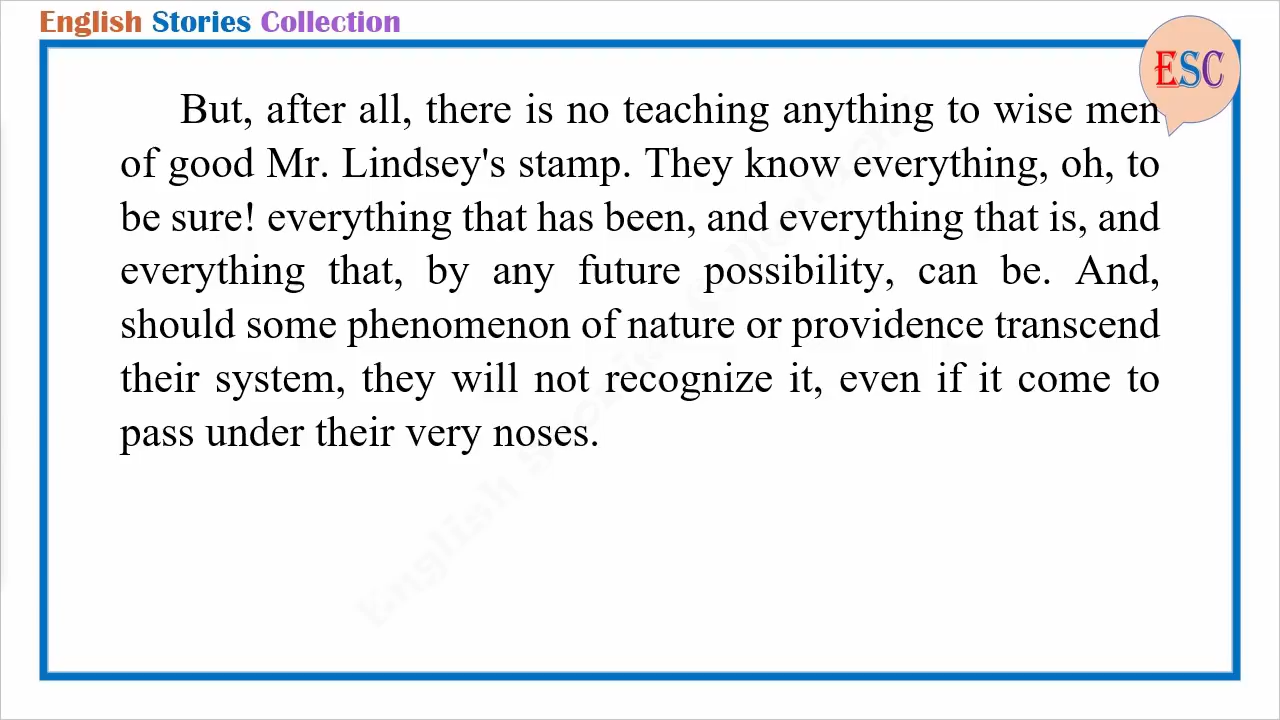 English Stories Collection
ESC
But, after all, there is no teaching anything to wise men
of good Mr. Lindsey's stamp. They know everything, oh, to
be sure! everything that has been, and everything that is, and
everything that, by any future possibility, can be. And,
should some phenomenon of nature or providence transcend
their system, they will not recognize it, even if it come to
pass under their very noses.